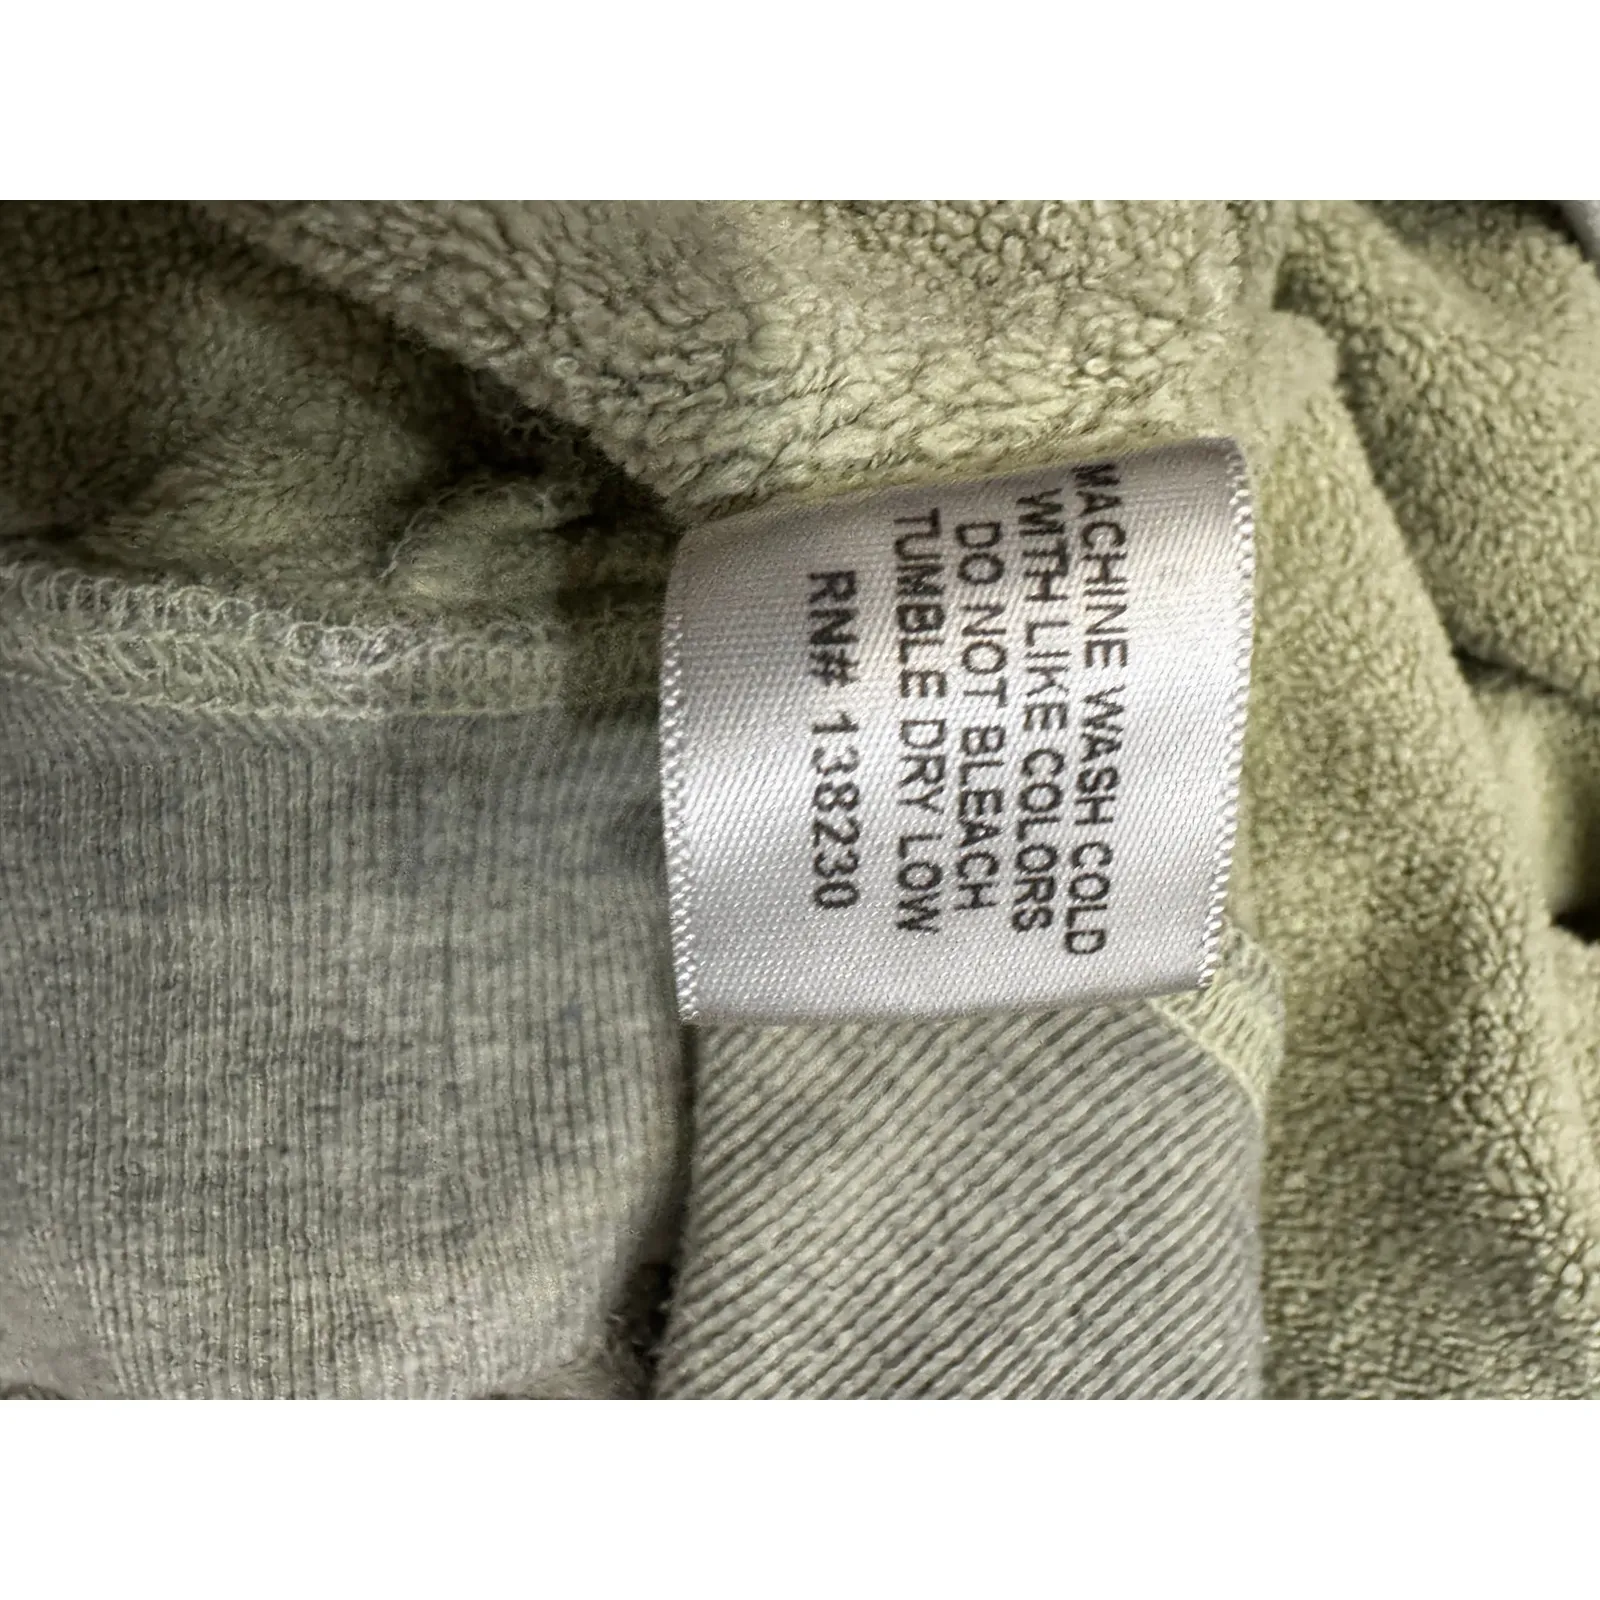 MACHINE WASH COLD
WITH LIKE COLORS
DO NOT BLEACH
TUMBLE DRY LOW
RN# 138230